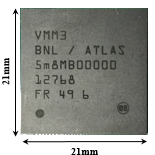 VMM3
BNL / ATLAS
5m8MB00000
12768
FR 49 6
21mm
21mm